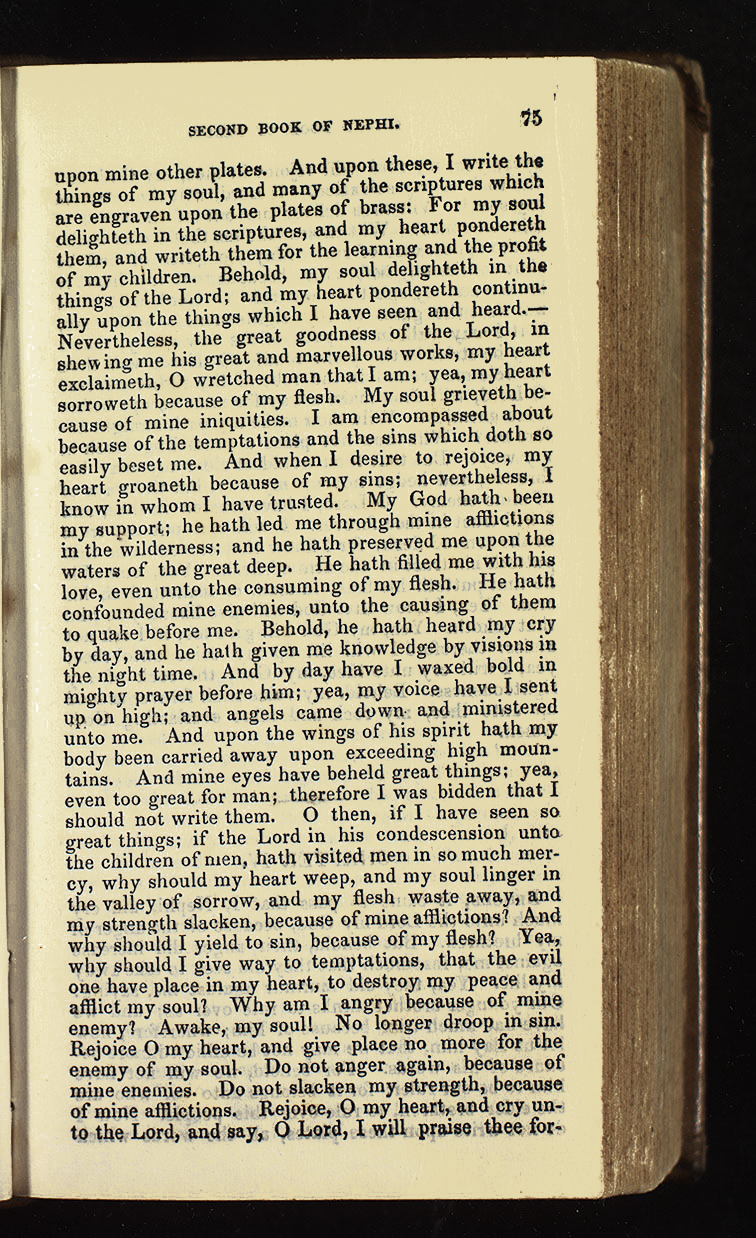 SECOND BOOK OF NEPHI. 75
upon mine other plates. And upon these, I write the
things of my soul, and many of the scriptures which
are engraven upon the plates of brass: For my soul
delighteth in the scriptures, and my heart pondereth
them, and writeth them for the learning and the profit
of my children. Behold, my soul delighteth in the
things of the Lord; and my heart pondereth continu-
ally upon the things which I have seen and heard.—
Nevertheless, the great goodness of the Lord, in
shewing me his great and marvellous works, my heart
exclaimeth, O wretched man that I am; yea, my heart
sorroweth because of my flesh. My soul grieveth be-
cause of mine iniquities. I am encompassed about
because of the temptations and the sins which doth so
easily beset me. And when I desire to rejoice, my
heart groaneth because of my sins; nevertheless, I
know in whom I have trusted. My God hath been
my support; he hath led me through mine afflictions
in the wilderness; and he hath preserved me upon the
waters of the great deep. He hath filled me with his
love, even unto the consuming of my flesh. He hath
confounded mine enemies, unto the causing of them
to quake before me. Behold, he hath heard my cry
by day, and he hath given me knowledge by visions in
the night time. And by day have I waxed bold in
mighty prayer before him; yea, my voice have I sent
up on high; and angels came down and ministered
unto me. And upon the wings of his spirit hath my
body been carried away upon exceeding high moun-
tains. And mine eyes have beheld great things; yea,
even too great for man; therefore I was bidden that I
should not write them. O then, if I have seen so
great things; if the Lord in his condescension unto
the children of men, hath visited men in so much mer-
cy, why should my heart weep, and my soul linger in
the valley of sorrow, and my flesh waste away, and
my strength slacken, because of mine afflictions? And
why should I yield to sin, because of my flesh? Yea,
why should I give way to temptations, that the evil
one have place in my heart, to destroy my peace and
afflict my soul? Why am I angry because of mine
enemy? Awake, my soul! No longer droop in sin.
Rejoice O my heart, and give place no more for the
enemy of my soul. Do not anger again, because of
mine enemies. Do not slacken my strength, because
of mine afflictions. Rejoice, O my heart, and cry un-
to the Lord, and say, O Lord, I will praise thee for-